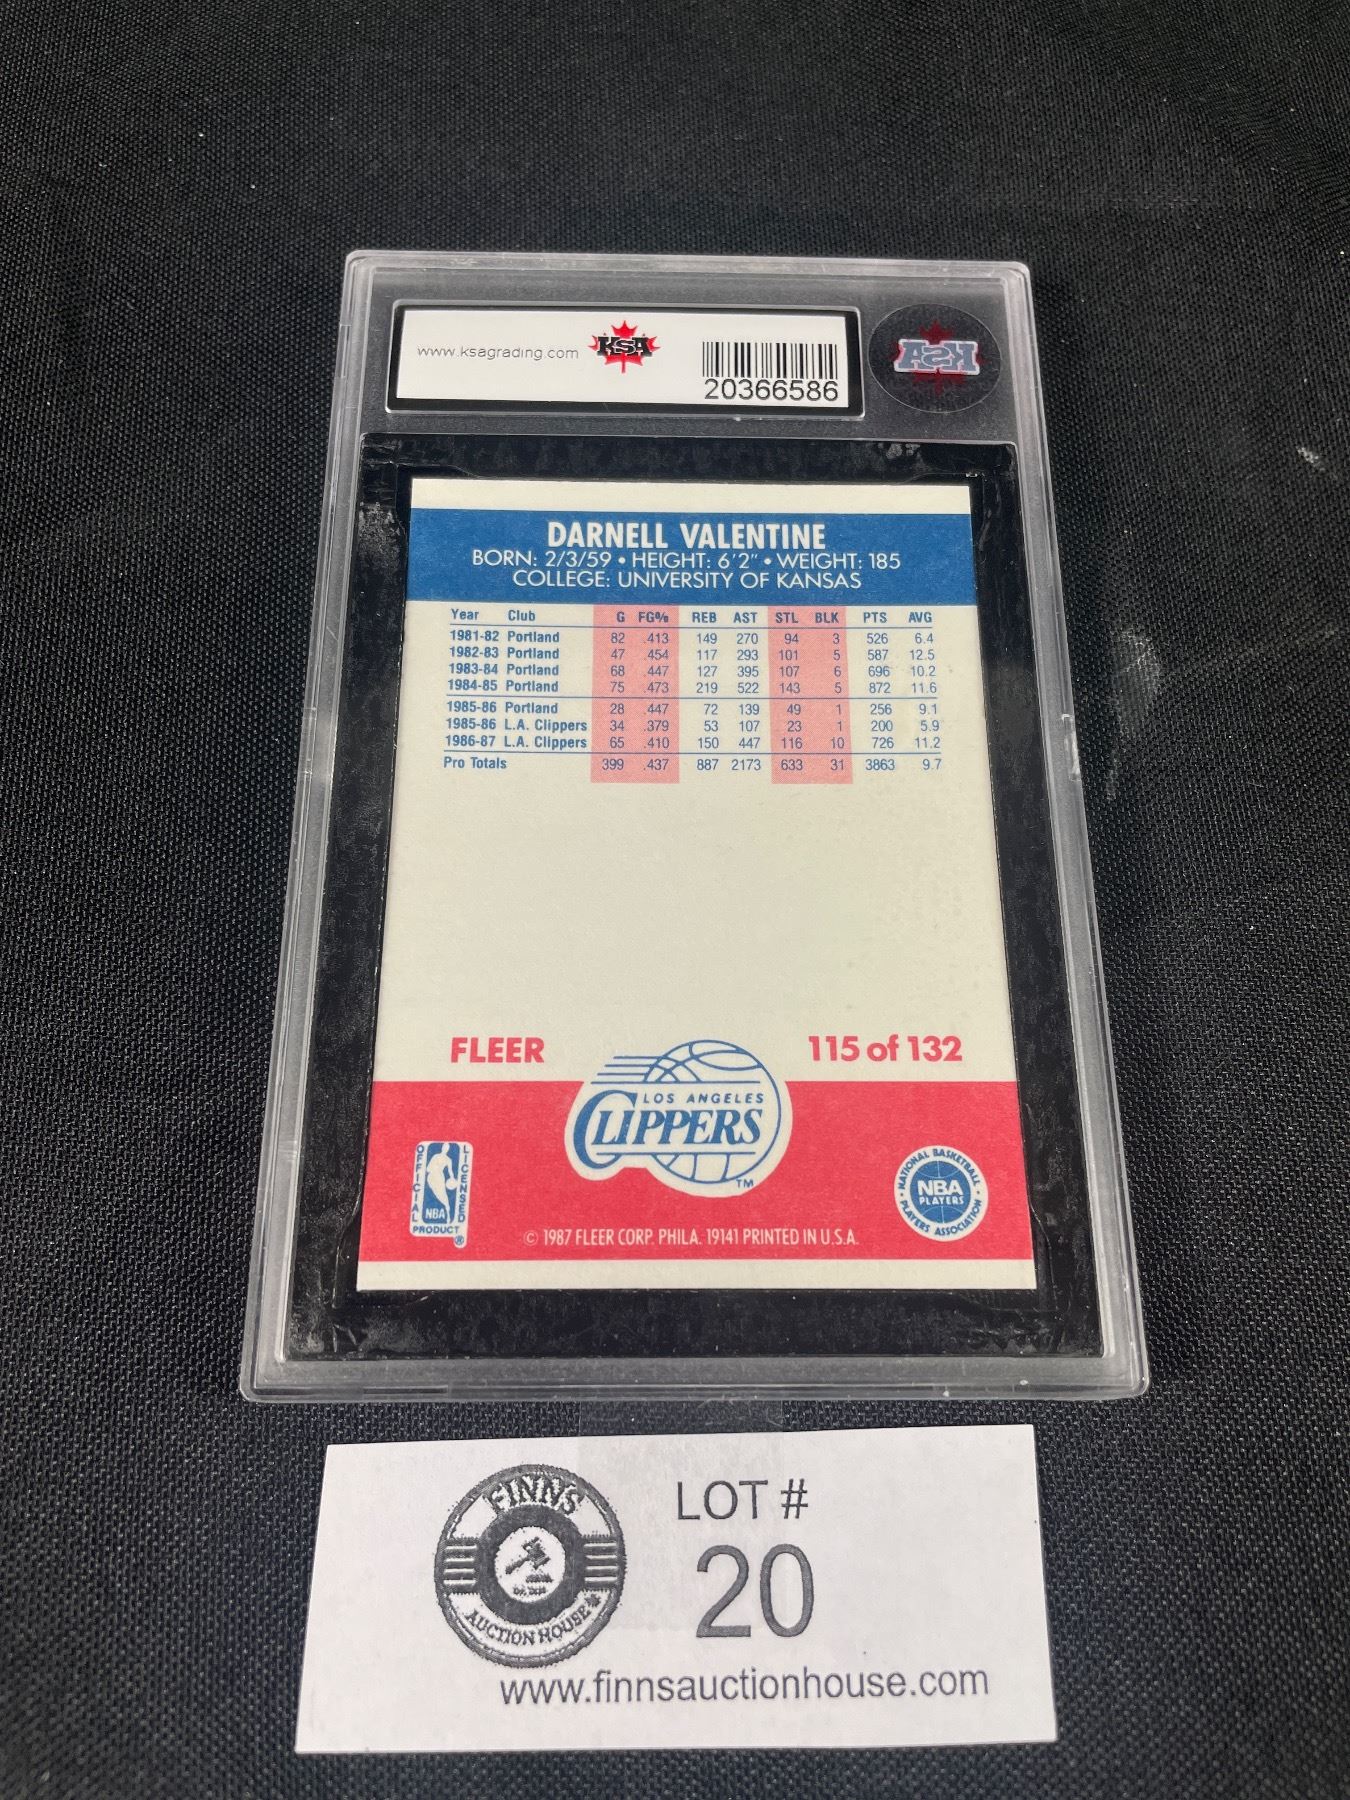 www.ksagrading.com KSA
20366586
KSA
DARNELL VALENTINE
BORN: 2/3/59 • HEIGHT: 6'2" • WEIGHT: 185
COLLEGE: UNIVERSITY OF KANSAS
Year Club G FG% REB AST STL BLK PTS AVG
1981-82 Portland 82 .413 149 270 94 3 526 6.4
1982-83 Portland 47 .454 117 293 101 5 587 12.5
1983-84 Portland 68 .447 127 395 107 6 696 10.2
1984-85 Portland 75 .473 219 522 143 5 872 11.6
1985-86 Portland 28 .447 72 139 49 1 256 9.1
1985-86 L.A. Clippers 34 .379 53 107 23 1 200 5.9
1986-87 L.A. Clippers 65 .410 150 447 116 10 726 11.2
Pro Totals 399 .437 887 2173 633 31 3863 9.7
FLEER 115 of 132
LOS ANGELES
CLIPPERS
TM
OFFICIAL LICENSED
NBA
PRODUCT ®
NATIONAL BASKETBALL
NBA
PLAYERS
PLAYERS ASSOCIATION
© 1987 FLEER CORP. PHILA. 19141 PRINTED IN U.S.A.
FINN'S
AUCTION HOUSE
LOT #
20
www.finnsauctionhouse.com